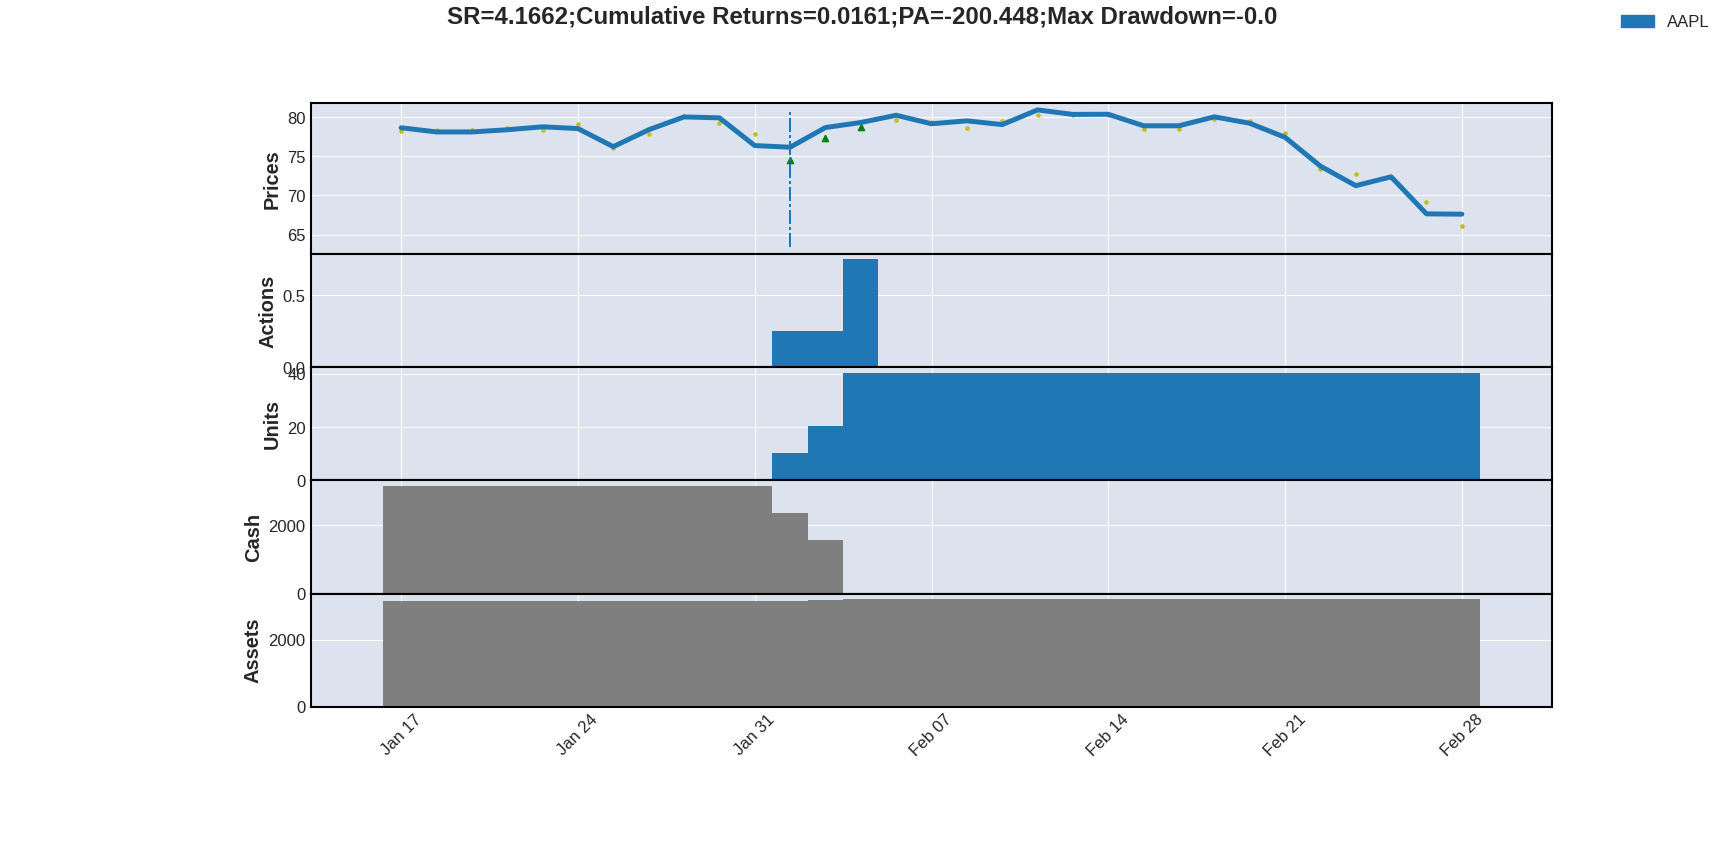 SR=4.1662;Cumulative Returns=0.0161;PA=-200.448;Max Drawdown=-0.0
AAPL
Prices
80
75
70
65
Actions
0.5
0.0
Units
40
20
0
Cash
2000
0
Assets
2000
0
Jan 17
Jan 24
Jan 31
Feb 07
Feb 14
Feb 21
Feb 28